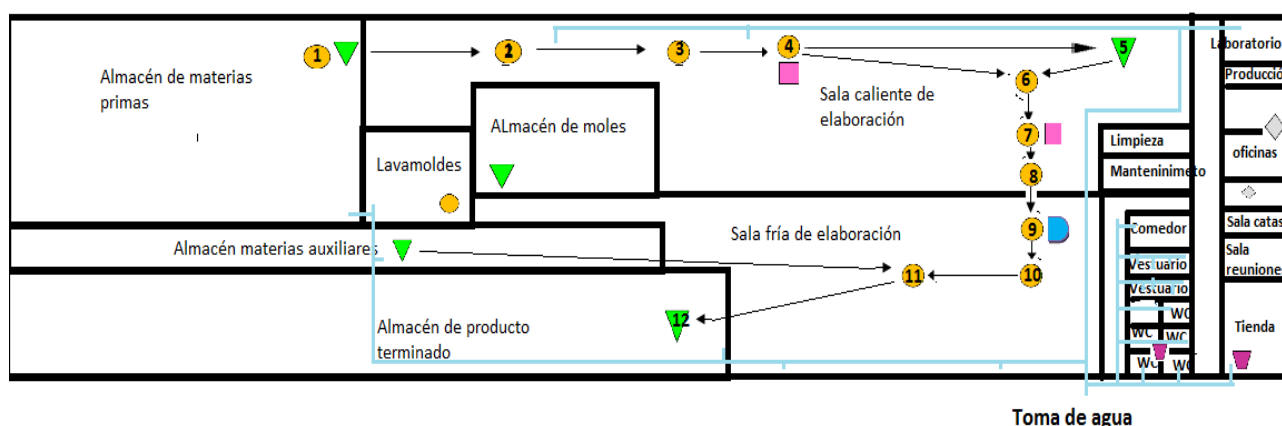 1
2
3
4
5
Almacén de materias
primas
ALmacén de moles
Lavamoldes
Sala caliente de
elaboración
6
7
8
Laboratorio
Producció
oficinas
Limpieza
Manteninimeto
Almacén materias auxiliares
Sala fría de elaboración
9
10
11
12
Almacén de producto
terminado
Comedor
Vestuario
Vestuario
WC
WC
WC
WC
WC
Sala catas
Sala
reuniones
Tienda
Toma de agua